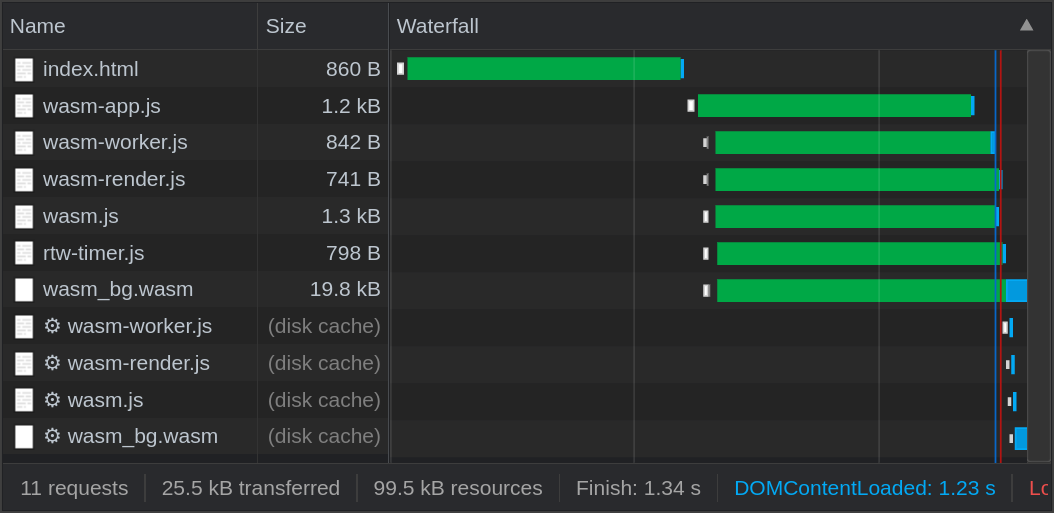 Name Size Waterfall ▲
index.html 860 B
wasm-app.js 1.2 kB
wasm-worker.js 842 B
wasm-render.js 741 B
wasm.js 1.3 kB
rtw-timer.js 798 B
wasm_bg.wasm 19.8 kB
⚙ wasm-worker.js (disk cache)
⚙ wasm-render.js (disk cache)
⚙ wasm.js (disk cache)
⚙ wasm_bg.wasm (disk cache)
11 requests 25.5 kB transferred 99.5 kB resources Finish: 1.34 s DOMContentLoaded: 1.23 s